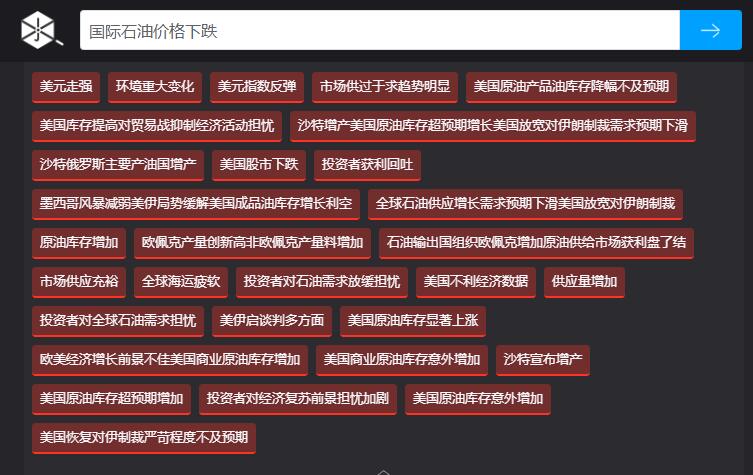 国际石油价格下跌
美元走强 环境重大变化 美元指数反弹 市场供过于求趋势明显 美国原油产品油库存降幅不及预期
美国库存提高对贸易战抑制经济活动担忧 沙特增产美国原油库存超预期增长美国放宽对伊朗制裁需求预期下滑
沙特俄罗斯主要产油国增产 美国股市下跌 投资者获利回吐
墨西哥风暴减弱美伊局势缓解美国成品油库存增长利空 全球石油供应增长需求预期下滑美国放宽对伊朗制裁
原油库存增加 欧佩克产量创新高非欧佩克产量料增加 石油输出国组织欧佩克增加原油供给市场获利盘了结
市场供应充裕 全球海运疲软 投资者对石油需求放缓担忧 美国不利经济数据 供应量增加
投资者对全球石油需求担忧 美伊启谈判多方面 美国原油库存显著上涨
欧美经济增长前景不住美国商业原油库存增加 美国商业原油库存意外增加 沙特宣布增产
美国原油库存超预期增加 投资者对经济复苏前景担忧加剧 美国原油库存意外增加
美国恢复对伊制裁严苛程度不及预期